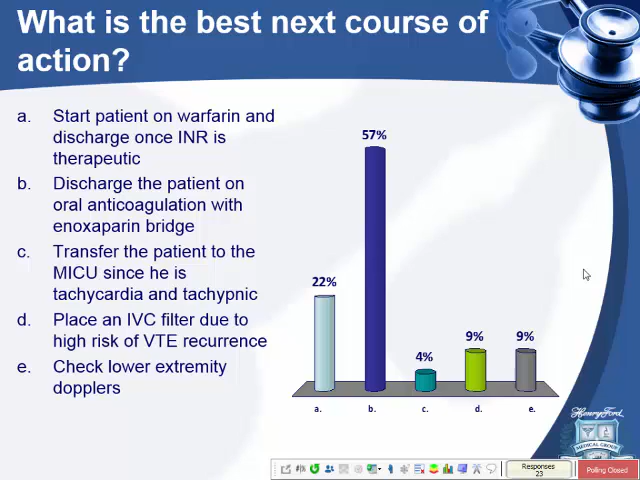 What is the best next course of
action?
a. Start patient on warfarin and
discharge once INR is
therapeutic
b. Discharge the patient on
oral anticoagulation with
enoxaparin bridge
c. Transfer the patient to the
MICU since he is
tachycardia and tachypnic
d. Place an IVC filter due to
high risk of VTE recurrence
e. Check lower extremity
dopplers
57%
22%
4%
9%
9%
a. b. c. d. e.
Henry Ford
MEDICAL GROUP
Responses
23
Polling Closed